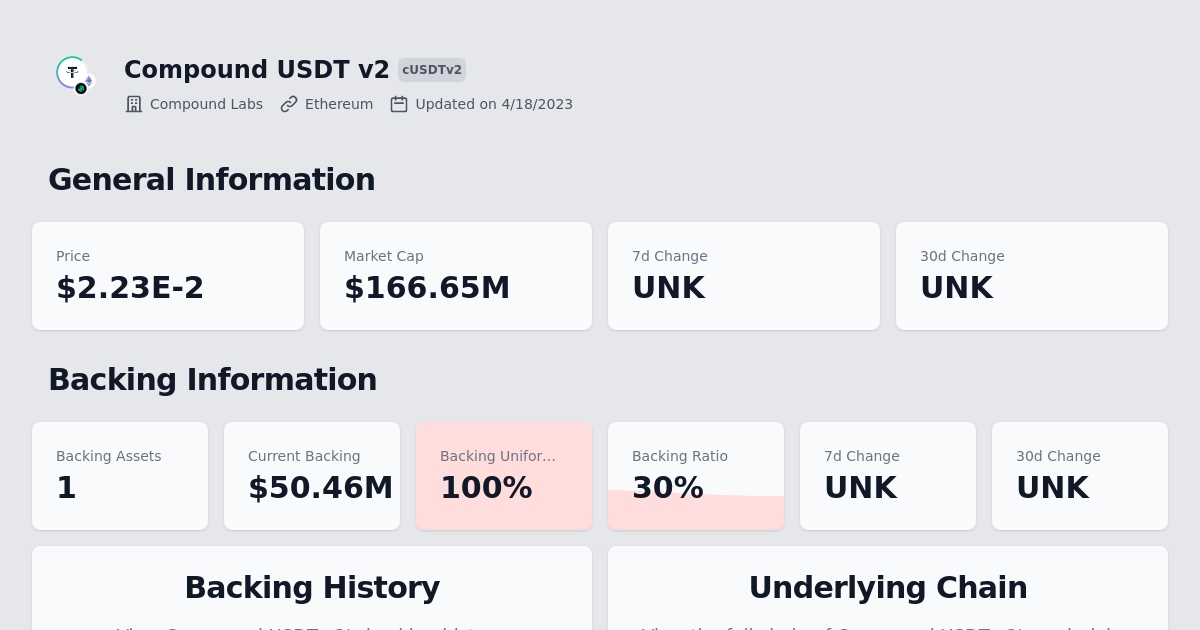 Compound USDT v2 cUSDTv2
Compound Labs Ethereum Updated on 4/18/2023
General Information
Price Market Cap 7d Change 30d Change
$2.23E-2 $166.65M UNK UNK
Backing Information
Backing Assets Current Backing Backing Unifor... Backing Ratio 7d Change 30d Change
1 $50.46M 100% 30% UNK UNK
Backing History Underlying Chain